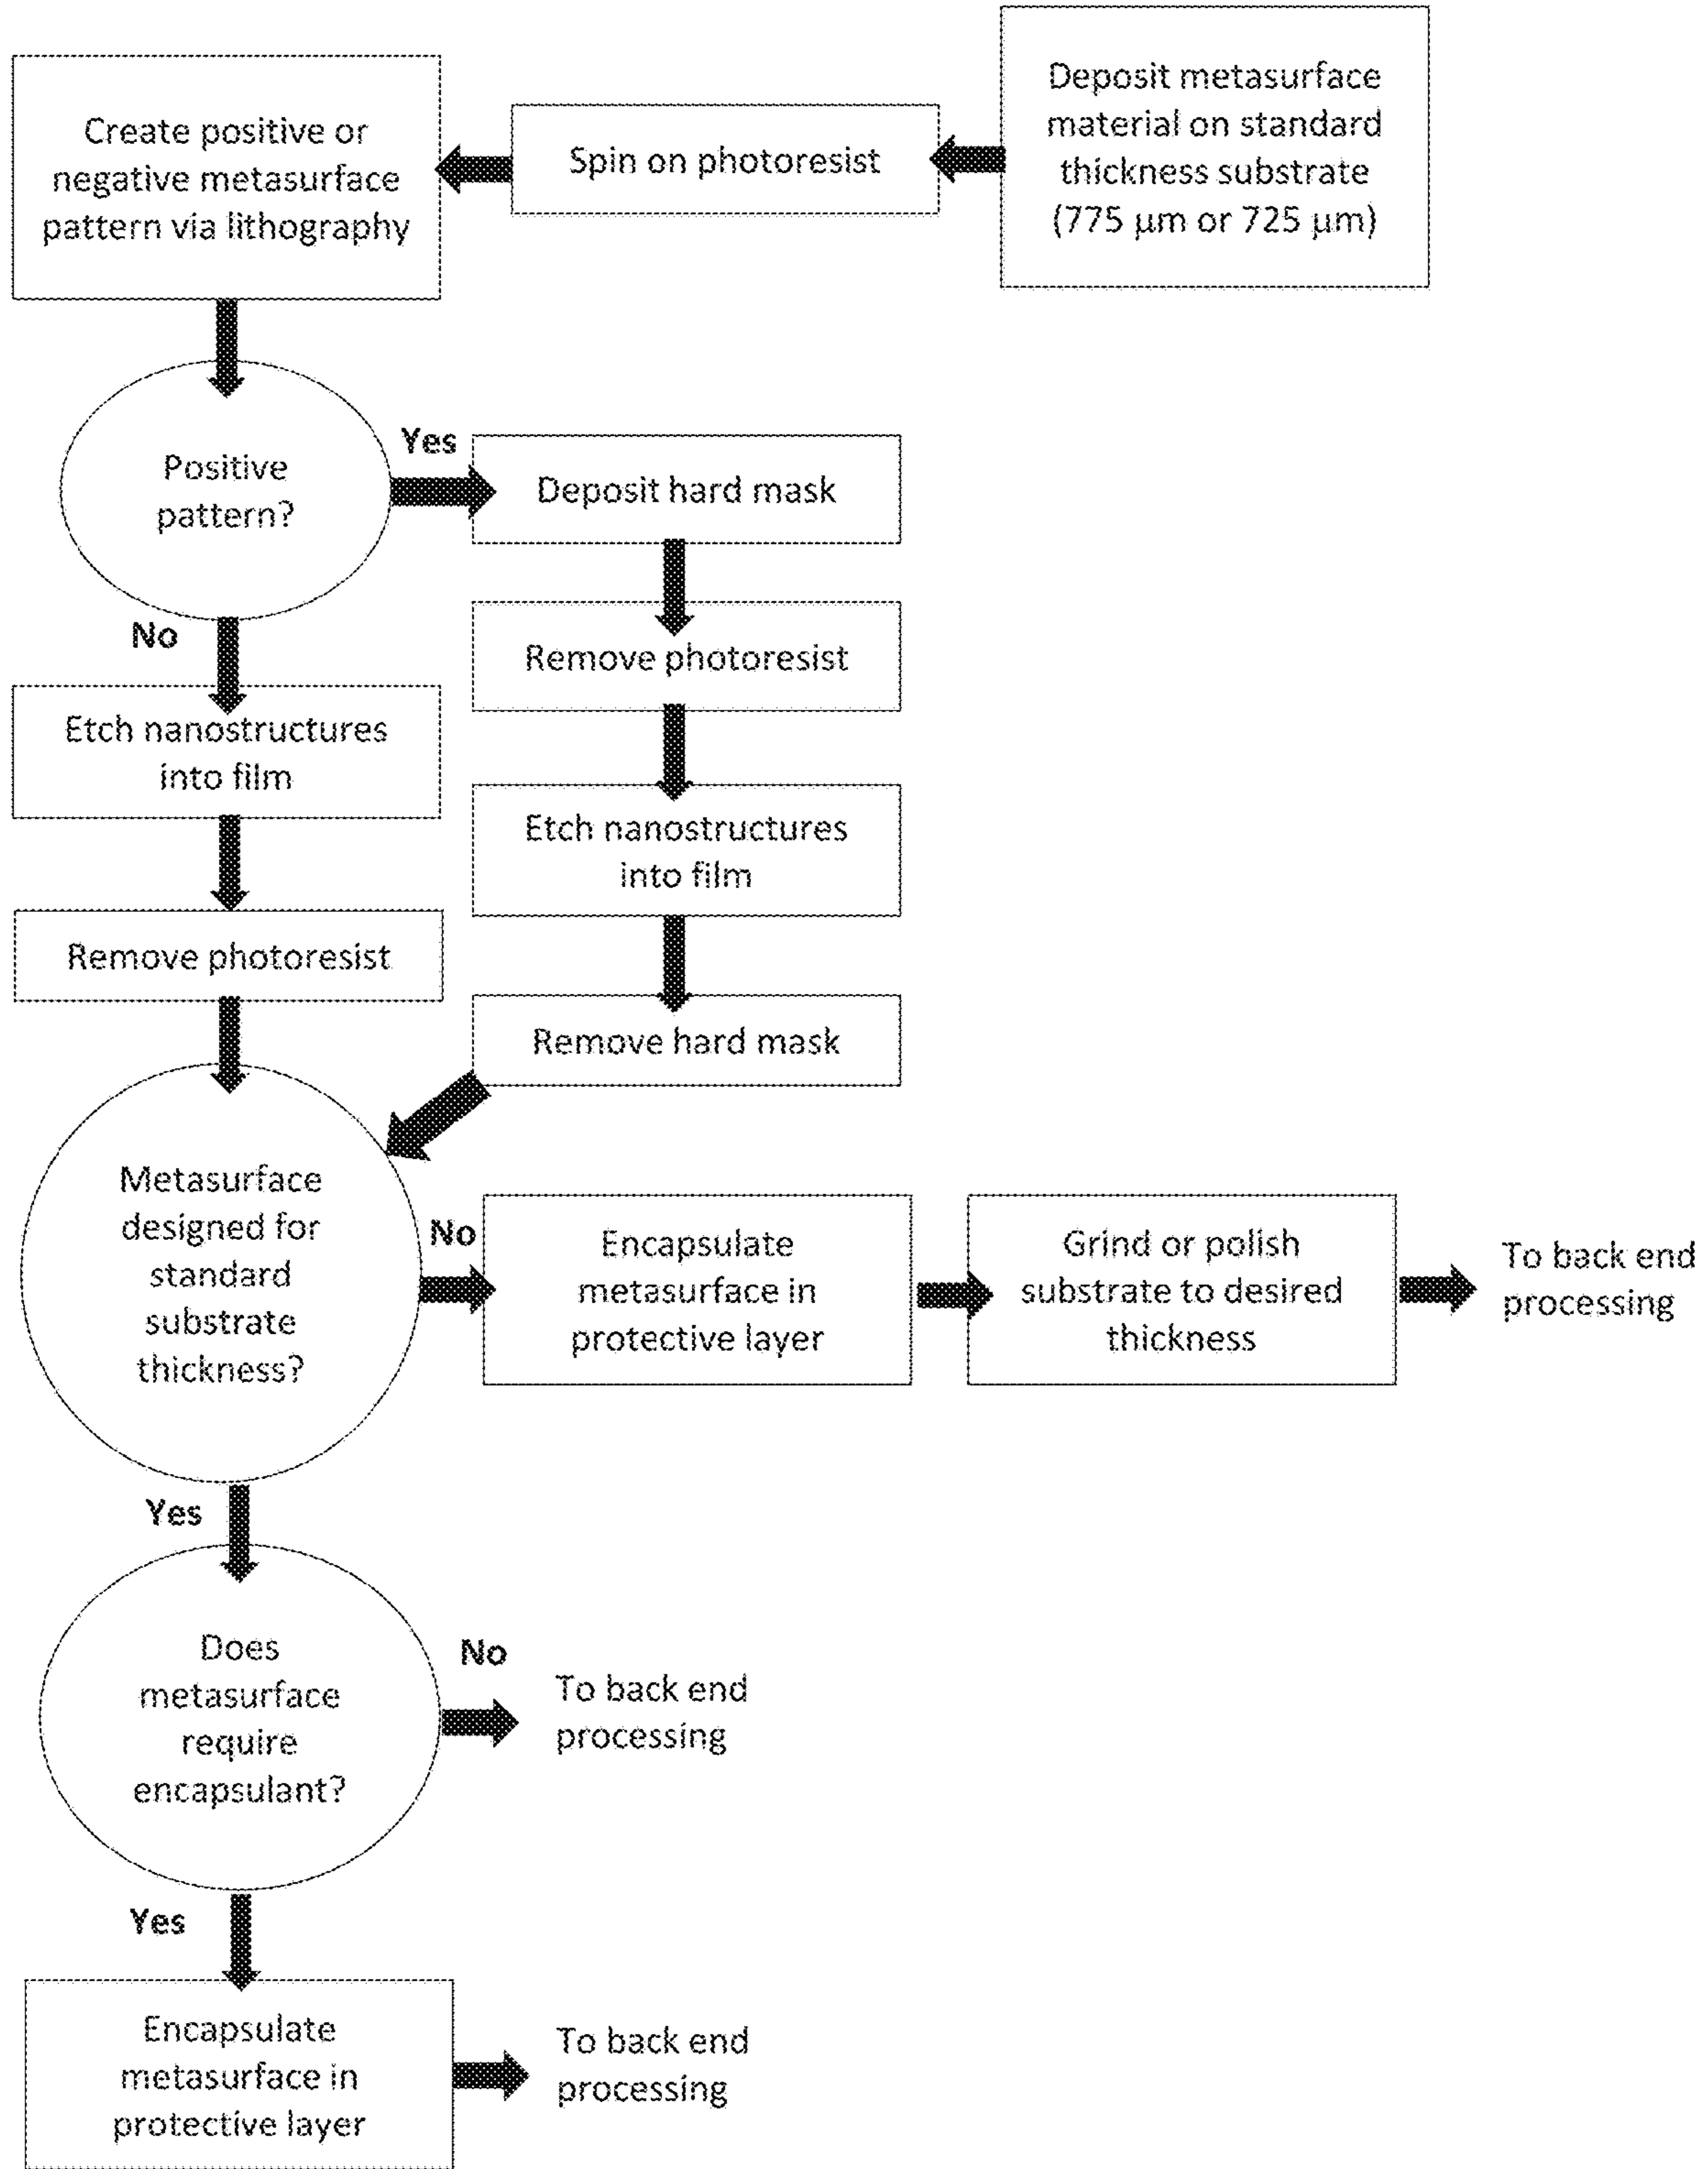 Deposit metasurface
material on standard
thickness substrate
(775 μm or 725 μm)
Spin on photoresist
Create positive or
negative metasurface
pattern via lithography
Positive
pattern?
Yes
Deposit hard mask
Remove photoresist
Etch nanostructures
into film
Remove hard mask
No
Etch nanostructures
into film
Remove photoresist
Metasurface
designed for
standard
substrate
thickness?
No
Encapsulate
metasurface in
protective layer
Grind or polish
substrate to desired
thickness
To back end
processing
Yes
Does
metasurface
require
encapsulant?
No
To back end
processing
Yes
Encapsulate
metasurface in
protective layer
To back end
processing